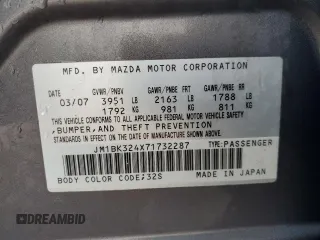 MFD. BY MAZDA MOTOR CORPORATION
GVWR/PNBV GAWR/PNBE FRT GAWR/PNBE RR
03/07 3951 LB 2163 LB 1788 LB
1792 KG 981 KG 811 KG
THIS VEHICLE CONFORMS TO ALL APPLICABLE FEDERAL MOTOR VEHICLE SAFETY
,BUMPER,AND THEFT PREVENTION
STANDARDS IN EFFECT ON THE DATE OF MANUFACTURE SHOWN ABOVE.
JM1BK324X71732287 TYPE:PASSENGER
BODY COLOR CODE;32S MADE IN JAPAN
DREAMBID